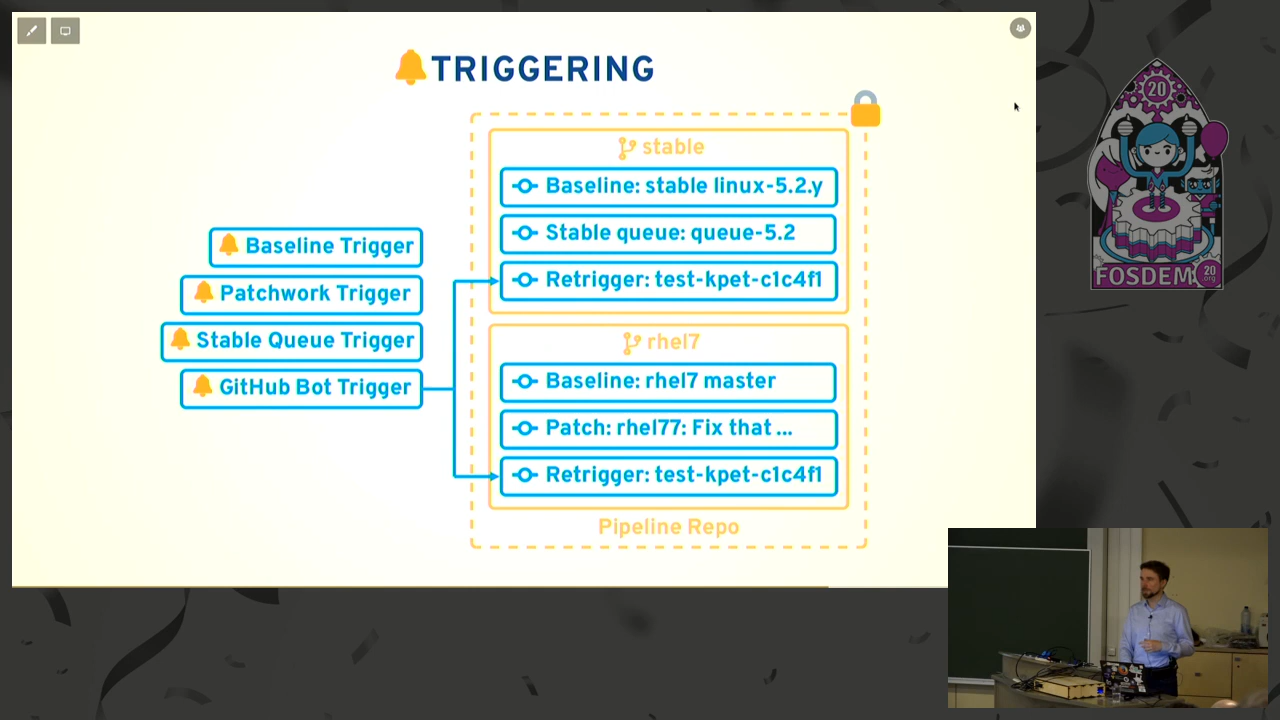 TRIGGERING
stable
Baseline: stable linux-5.2.y
Stable queue: queue-5.2
Retrigger: test-kpet-c1c4f1
Baseline Trigger
Patchwork Trigger
Stable Queue Trigger
GitHub Bot Trigger
rhel7
Baseline: rhel7 master
Patch: rhel77: Fix that ...
Retrigger: test-kpet-c1c4f1
Pipeline Repo
20
FOSDEM
20
.org